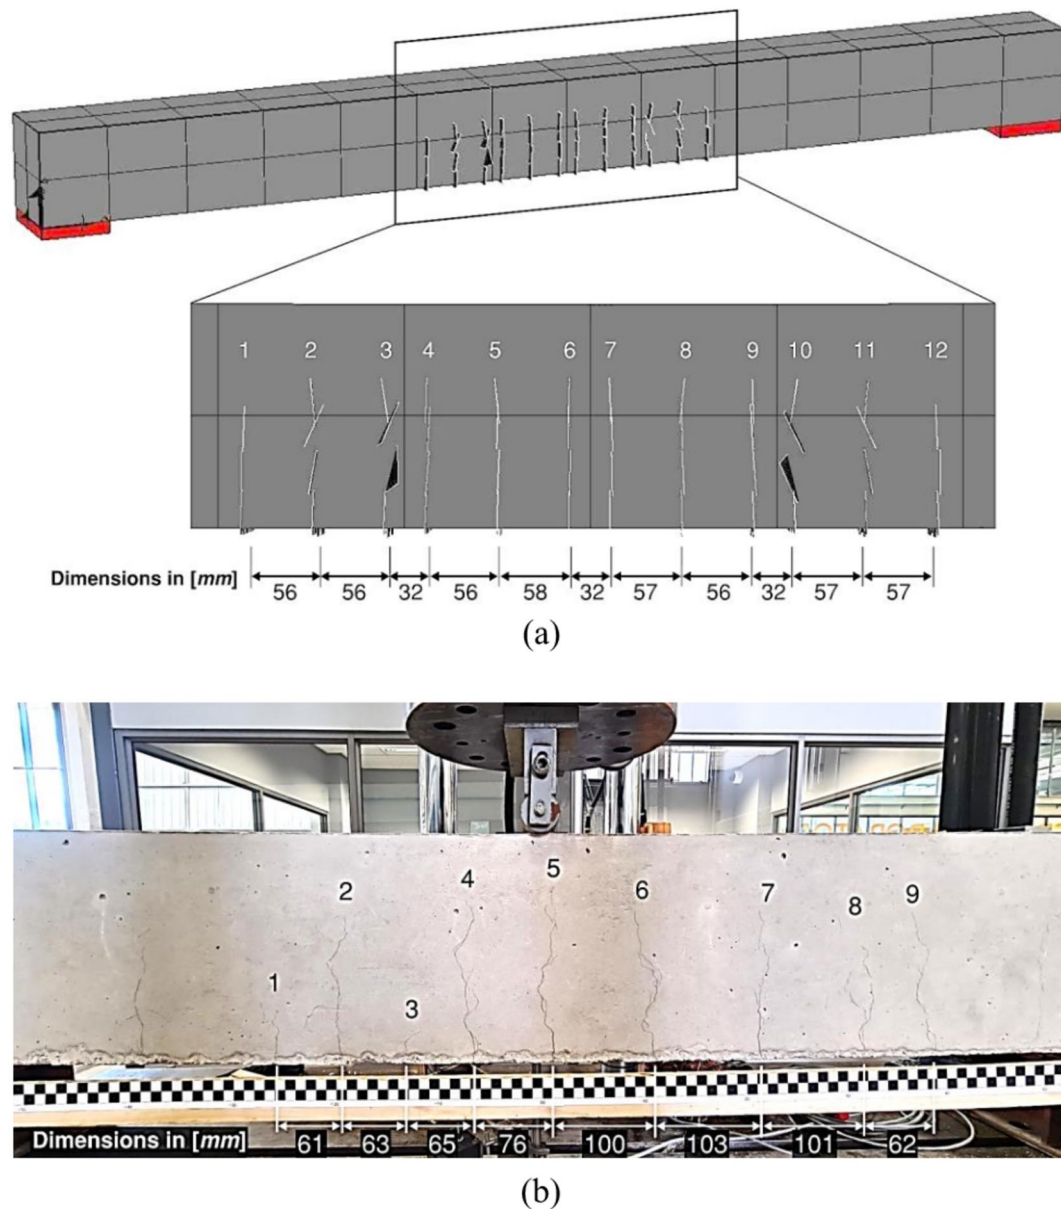 1 2 3 4 5 6 7 8 9 10 11 12
Dimensions in [mm]
56 56 32 56 58 32 57 56 32 57 57
(a)
5
2 4 6 7 8 9
1
3
Dimensions in [mm] 61 63 65 76 100 103 101 62
(b)